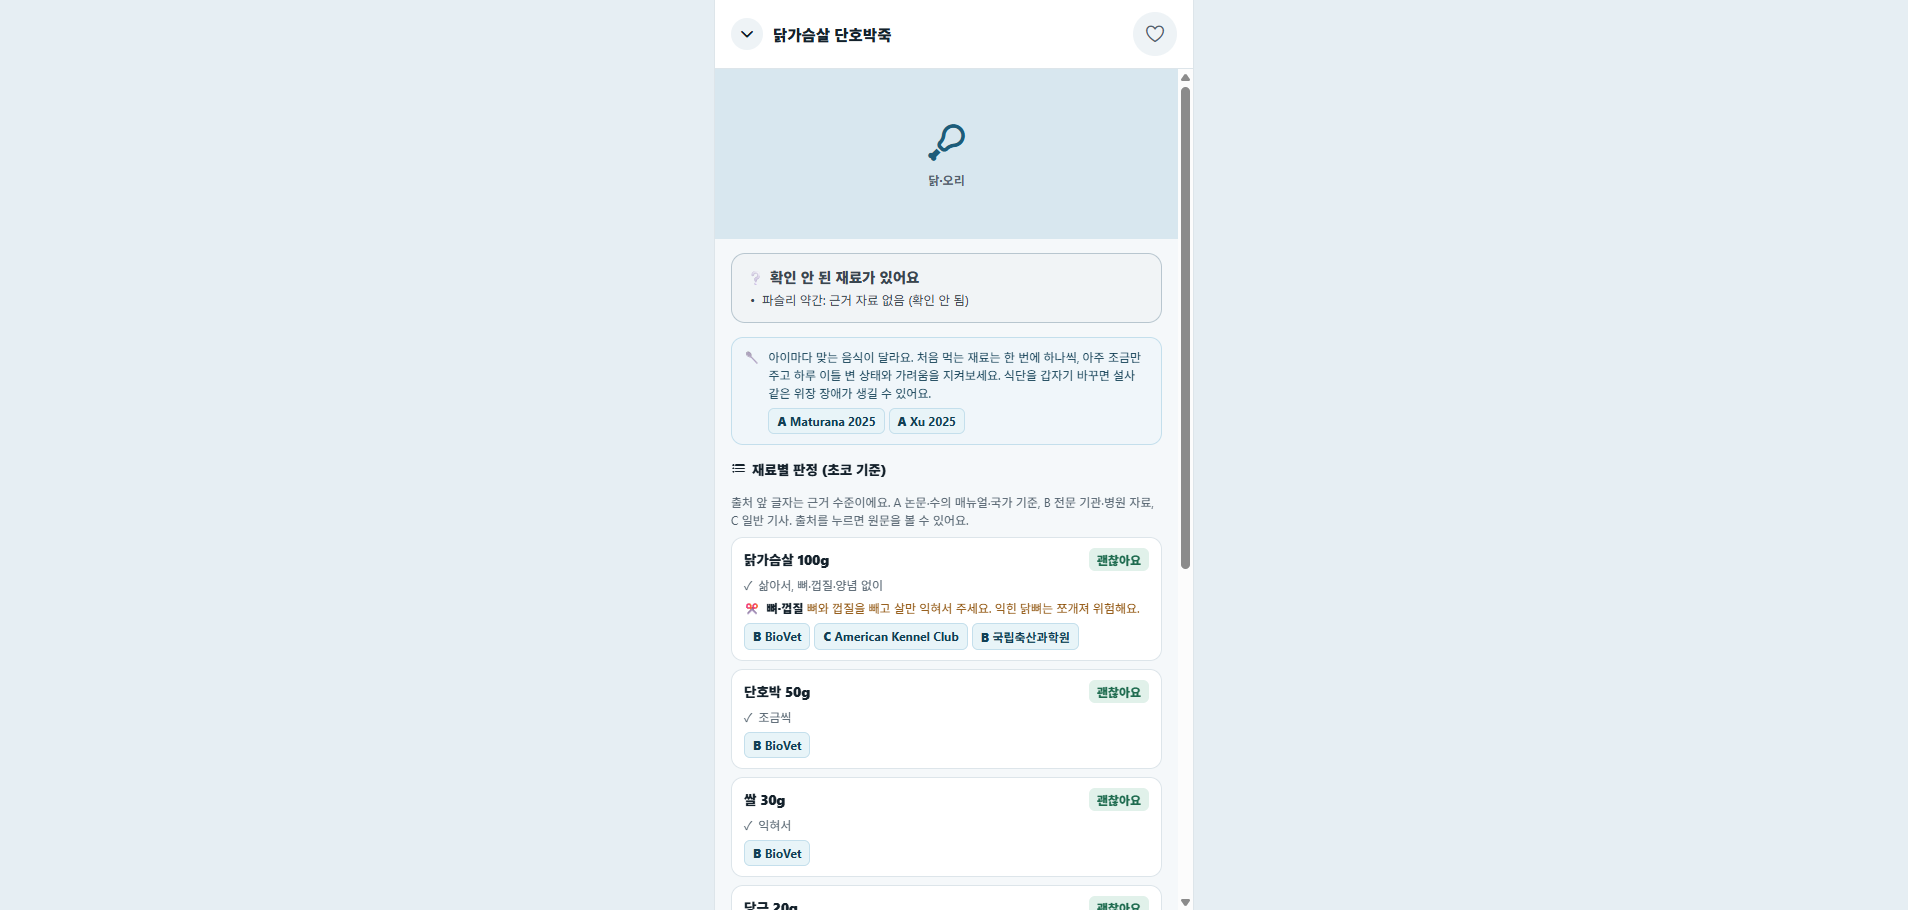 닭가슴살 단호박죽
닭·오리
확인 안 된 재료가 있어요
• 파슬리 약간: 근거 자료 없음 (확인 안 됨)
아이마다 맞는 음식이 달라요. 처음 먹는 재료는 한 번에 하나씩, 아주 조금만
주고 하루 이틀 변 상태와 가려움을 지켜보세요. 식단을 갑자기 바꾸면 설사
같은 위장 장애가 생길 수 있어요.
A Maturana 2025 A Xu 2025
재료별 판정 (초코 기준)
출처 앞 글자는 근거 수준이에요. A 논문·수의 매뉴얼·국가 기준, B 전문 기관·병원 자료,
C 일반 기사. 출처를 누르면 원문을 볼 수 있어요.
닭가슴살 100g 괜찮아요
✓ 삶아서, 뼈·껍질·양념 없이
뼈·껍질 뼈와 껍질을 빼고 살만 익혀서 주세요. 익힌 닭뼈는 쪼개져 위험해요.
B BioVet C American Kennel Club B 국립축산과학원
단호박 50g 괜찮아요
✓ 조금씩
B BioVet
쌀 30g 괜찮아요
✓ 익혀서
B BioVet
당근 20g 괜찮아요